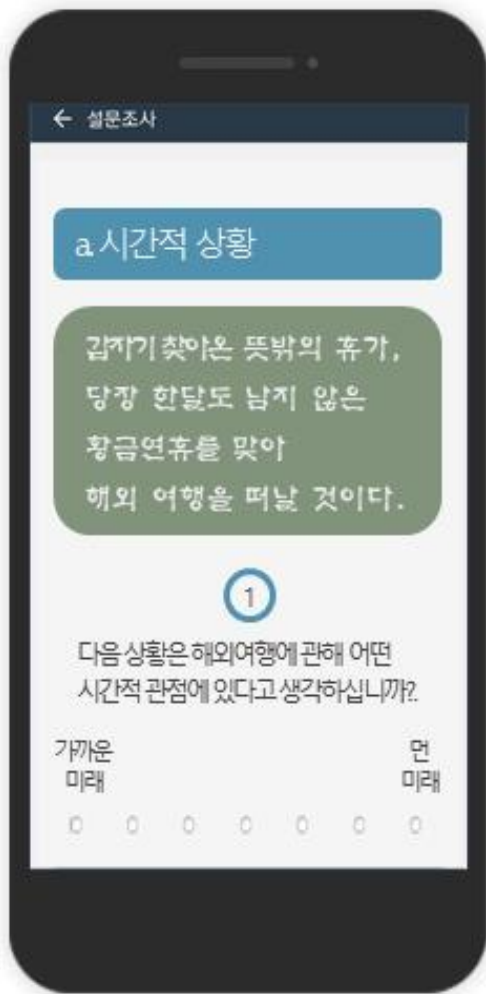 ← 설문조사
a 시간적 상황
갑자기 찾아온 뜻밖의 휴가,
당장 한달도 남지 않은
황금연휴를 맞아
해외 여행을 떠날 것이다.
1
다음 상황은 해외여행에 관해 어떤
시간적 관점에 있다고 생각하십니까?
가까운 먼
미래 미래